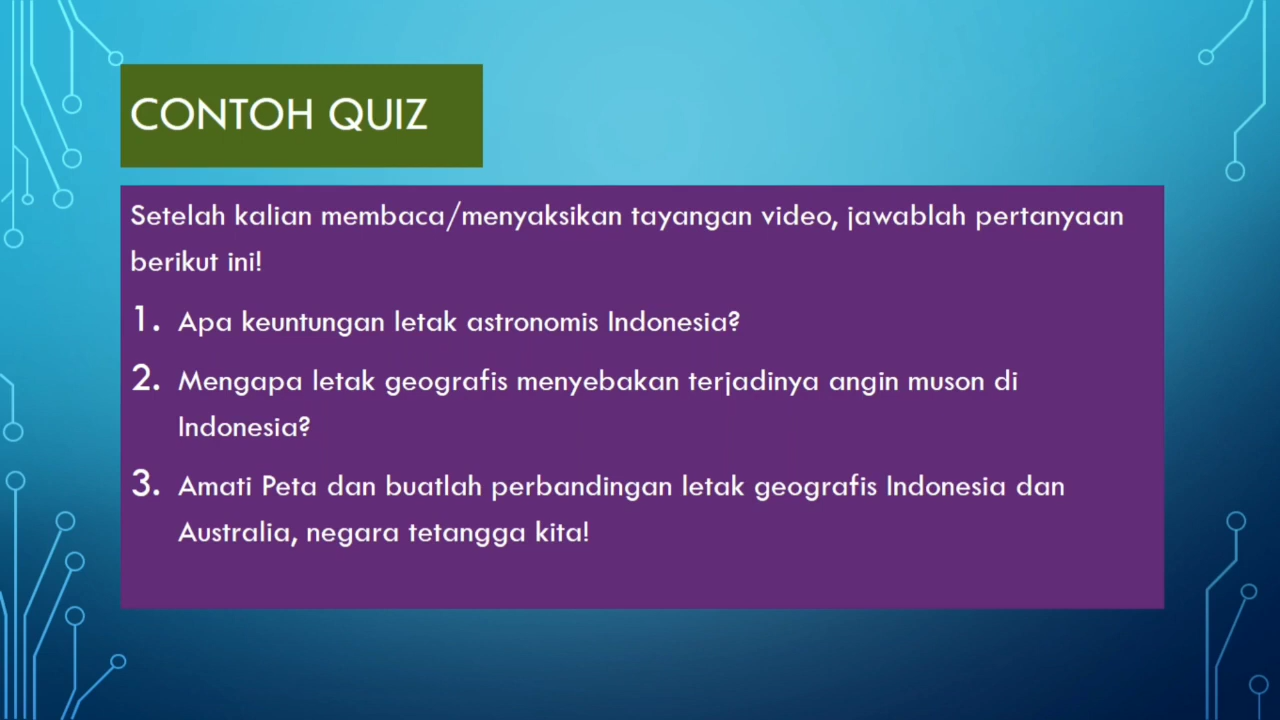 CONTOH QUIZ
Setelah kalian membaca/menyaksikan tayangan video, jawablah pertanyaan
berikut ini!
1. Apa keuntungan letak astronomis Indonesia?
2. Mengapa letak geografis menyebakan terjadinya angin muson di
Indonesia?
3. Amati Peta dan buatlah perbandingan letak geografis Indonesia dan
Australia, negara tetangga kita!